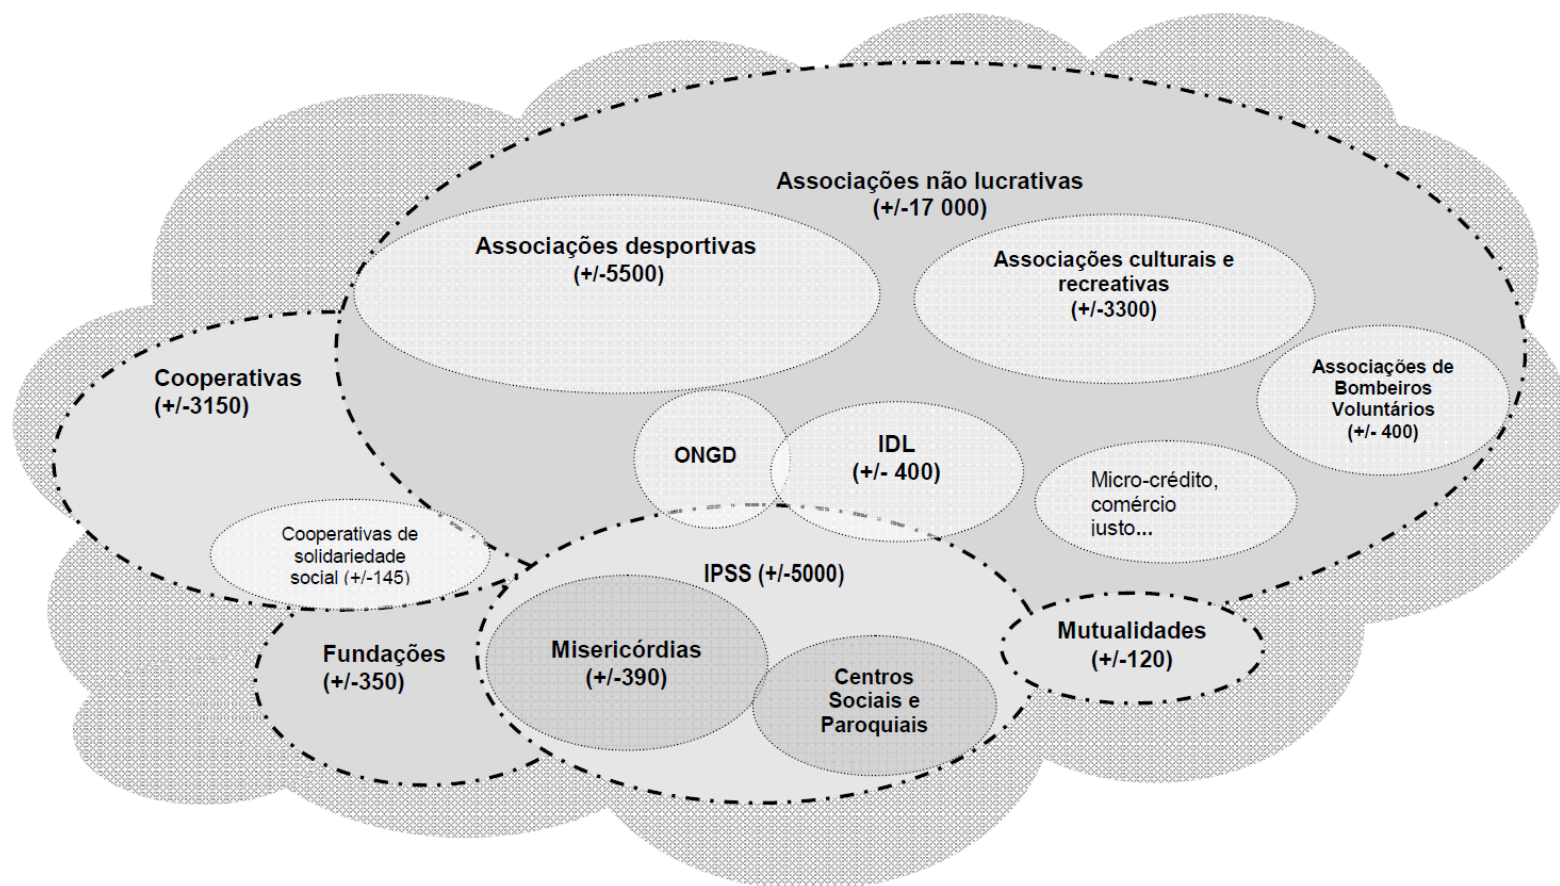 Associações não lucrativas
(+/-17 000)
Associações desportivas
(+/-5500)
Associações culturais e
recreativas
(+/-3300)
Associações de
Bombeiros
Voluntários
(+/- 400)
Cooperativas
(+/-3150)
ONGD
IDL
(+/- 400)
Micro-crédito,
comércio
justo...
Cooperativas de
solidariedade
social (+/-145)
IPSS (+/-5000)
Fundações
(+/-350)
Misericórdias
(+/-390)
Centros
Sociais e
Paroquiais
Mutualidades
(+/-120)